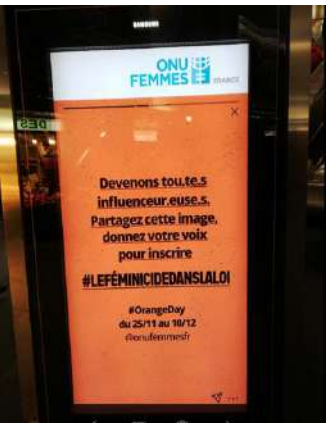 SAMSUNG
ONU
FEMMES
FRANCE
Devenons tou.te.s
influenceur.euse.s.
Partagez cette image,
donnez votre voix
pour inscrire
#LEFÉMINICIDEDANSLALOI
#OrangeDay
du 25/11 au 10/12
@onufemmesfr